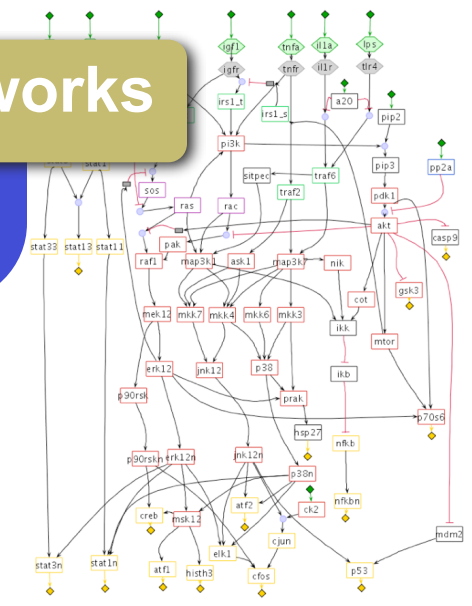 works
igf1
tnfa
il1a
lps
igfr
tnfr
il1r
tlr4
irs1_t
irs1_s
a20
pip2
pi3k
sitpec
traf6
pip3
pp2a
stat1
sos
traf2
pdk1
ras
rac
akt
stat33
stat13
stat11
pak
casp9
raf1
map3k1
ask1
map3k
nik
cot
gsk3
mek12
mkk7
mkk4
mkk6
mkk3
ikk
mtor
erk12
jnk12
p38
ikb
p90rsk
prak
p70s6
hsp27
nfkb
p90rskn
erk12n
jnk12n
p38n
nfkbn
creb
msk12
atf2
ck2
cjun
mdm2
stat3n
stat1n
atf1
histh3
elk1
cfos
p53